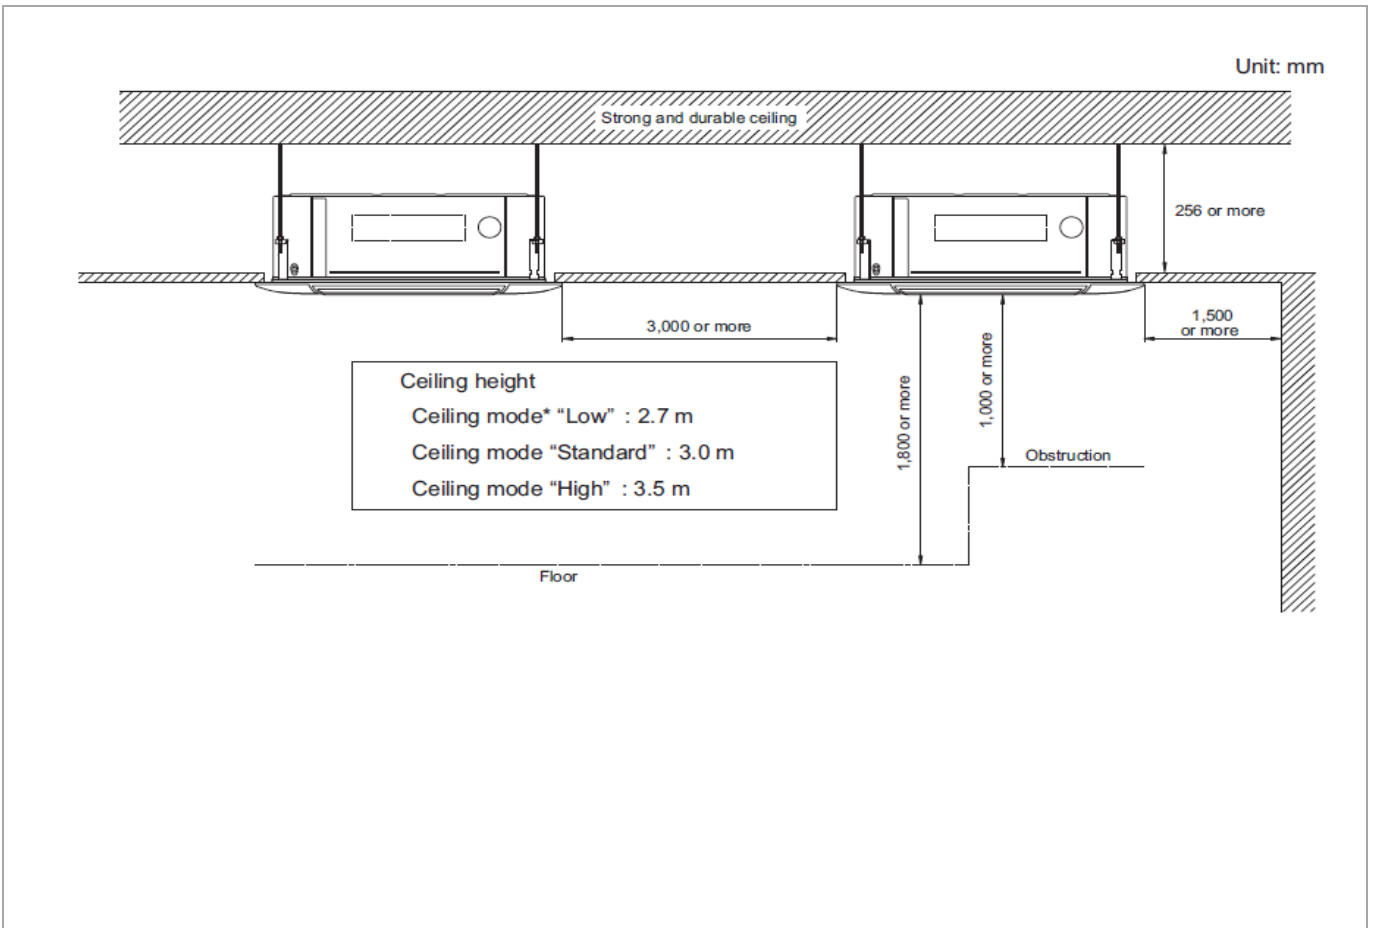 Unit: mm
Strong and durable ceiling
256 or more
3,000 or more
1,500
or more
1,800 or more
1,000 or more
Ceiling height
Ceiling mode* “Low” : 2.7 m
Ceiling mode “Standard” : 3.0 m
Ceiling mode “High” : 3.5 m
Obstruction
Floor